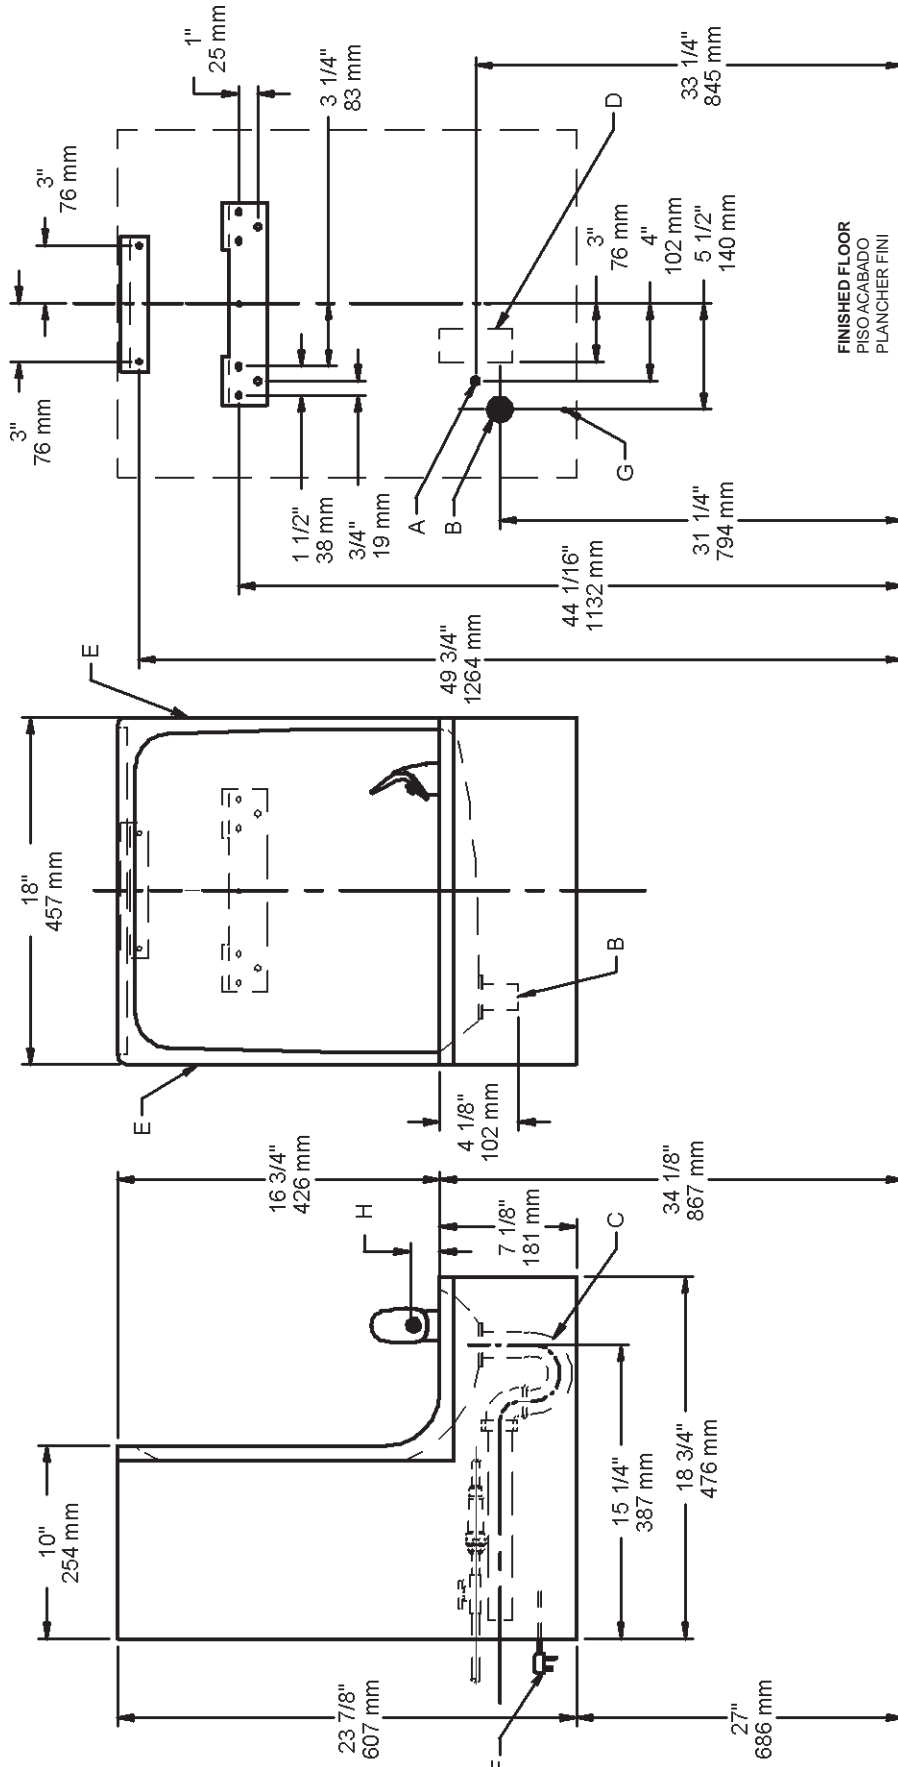 1"
25 mm
3"
76 mm
3 1/4"
83 mm
33 1/4"
845 mm
D
3"
76 mm
4"
102 mm
5 1/2"
140 mm
FINISHED FLOOR
PISO ACABADO
PLANCHER FINI
3"
76 mm
1 1/2"
38 mm
3/4"
19 mm
A
B
G
31 1/4"
794 mm
44 1/16"
1132 mm
49 3/4"
1264 mm
E
18"
457 mm
B
E
4 1/8"
102 mm
16 3/4"
426 mm
34 1/8"
867 mm
H
7 1/8"
181 mm
C
10"
254 mm
15 1/4"
387 mm
18 3/4"
476 mm
23 7/8"
607 mm
27"
686 mm